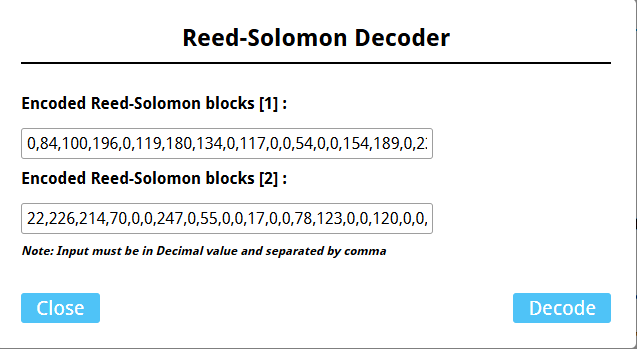 Reed-Solomon Decoder
Encoded Reed-Solomon blocks [1] :
0,84,100,196,0,119,180,134,0,117,0,0,54,0,0,154,189,0,2
Encoded Reed-Solomon blocks [2] :
22,226,214,70,0,0,247,0,55,0,0,17,0,0,78,123,0,0,120,0,0,
Note: Input must be in Decimal value and separated by comma
Close
Decode